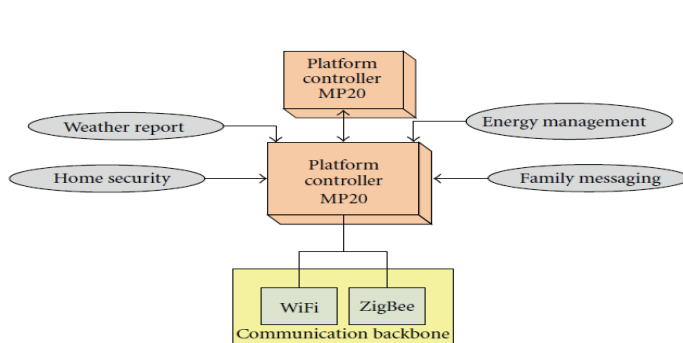 Platform
controller
MP20
Weather report
Energy management
Home security
Platform
controller
MP20
Family messaging
WiFi
ZigBee
Communication backbone